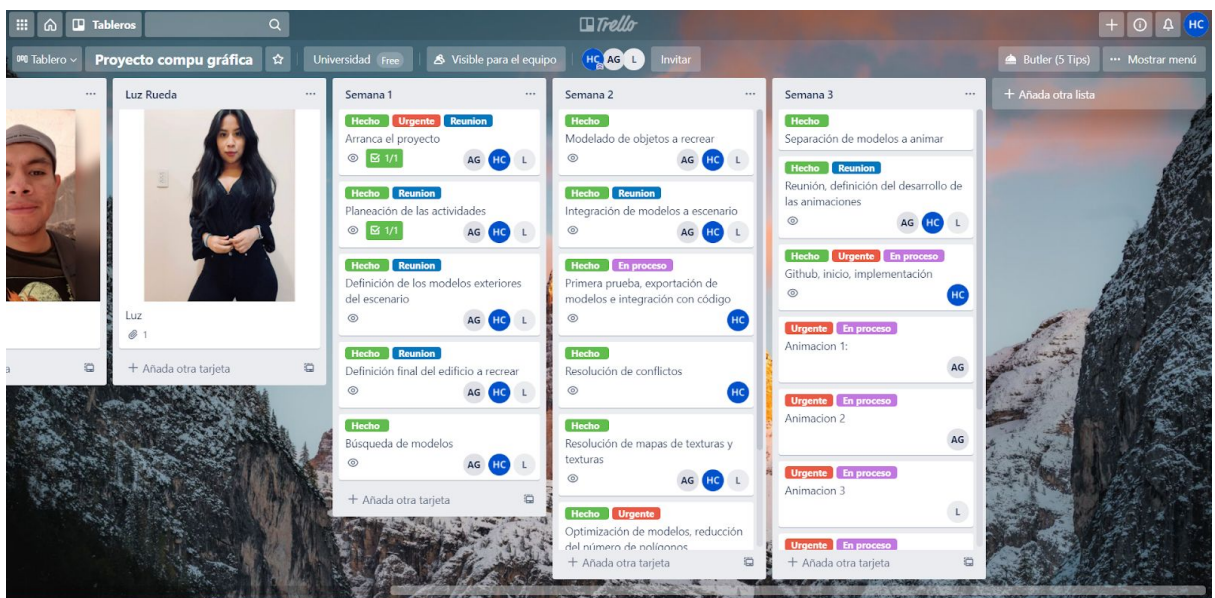 Tableros
Trello
HC
Tablero
Proyecto compu gráfica
Universidad Free
Visible para el equipo
HC AG L
Invitar
Butler (5 Tips)
Mostrar menú
a
Luz Rueda
Luz
1
+ Añada otra tarjeta
Semana 1
Hecho Urgente Reunion
Arranca el proyecto
1/1 AG HC L
Hecho Reunion
Planeación de las actividades
1/1 AG HC L
Hecho Reunion
Definición de los modelos exteriores
del escenario
AG HC L
Hecho Reunion
Definición final del edificio a recrear
AG HC L
Hecho
Búsqueda de modelos
AG HC L
+ Añada otra tarjeta
Semana 2
Hecho
Modelado de objetos a recrear
AG HC L
Hecho Reunion
Integración de modelos a escenario
AG HC L
Hecho En proceso
Primera prueba, exportación de
modelos e integración con código
HC
Hecho
Resolución de conflictos
HC
Hecho
Resolución de mapas de texturas y
texturas
AG HC L
Hecho Urgente
Optimización de modelos, reducción
del número de polígonos
+ Añada otra tarjeta
Semana 3
Hecho
Separación de modelos a animar
Hecho Reunion
Reunión, definición del desarrollo de
las animaciones
AG HC L
Hecho Urgente En proceso
Github, inicio, implementación
HC
Urgente En proceso
Animacion 1:
AG
Urgente En proceso
Animacion 2
AG
Urgente En proceso
Animacion 3
L
Urgente En proceso
+ Añada otra tarjeta
+ Añada otra lista